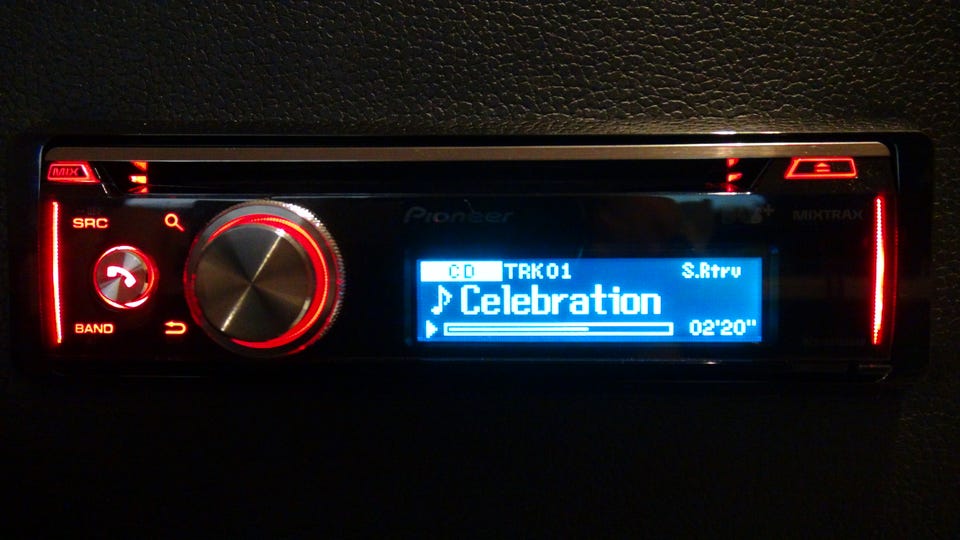 MIX
SRC
BAND
Pioneer
MIXTRAX
CD TRK01 S.Rtrv
Celebration
02'20"